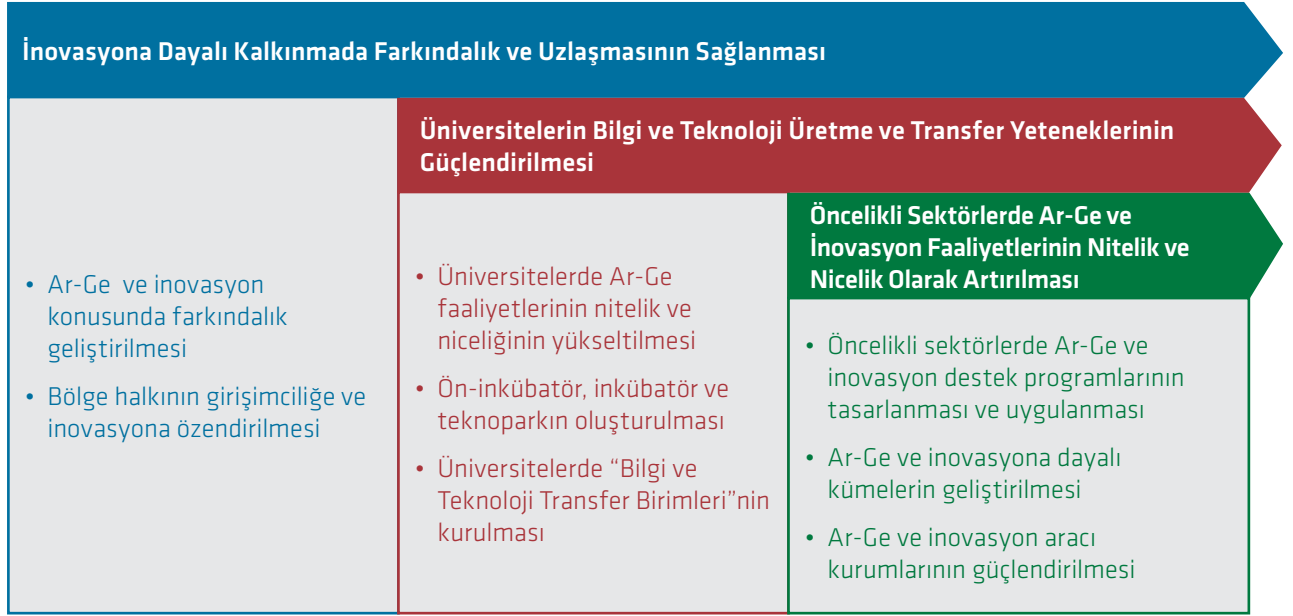 İnovasyona Dayalı Kalkınmada Farkındalık ve Uzlaşmasının Sağlanması
Üniversitelerin Bilgi ve Teknoloji Üretme ve Transfer Yeteneklerinin
Güçlendirilmesi
Öncelikli Sektörlerde Ar-Ge ve
İnovasyon Faaliyetlerinin Nitelik ve
Nicelik Olarak Artırılması
• Ar-Ge ve inovasyon
konusunda farkındalık
geliştirilmesi
• Bölge halkının girişimciliğe ve
inovasyona özendirilmesi
• Üniversitelerde Ar-Ge
faaliyetlerinin nitelik ve
niceliğinin yükseltilmesi
• Ön-inkübatör, inkübatör ve
teknoparkın oluşturulması
• Üniversitelerde “Bilgi ve
Teknoloji Transfer Birimleri”nin
kurulması
• Öncelikli sektörlerde Ar-Ge ve
inovasyon destek programlarının
tasarlanması ve uygulanması
• Ar-Ge ve inovasyona dayalı
kümelerin geliştirilmesi
• Ar-Ge ve inovasyon aracı
kurumlarının güçlendirilmesi